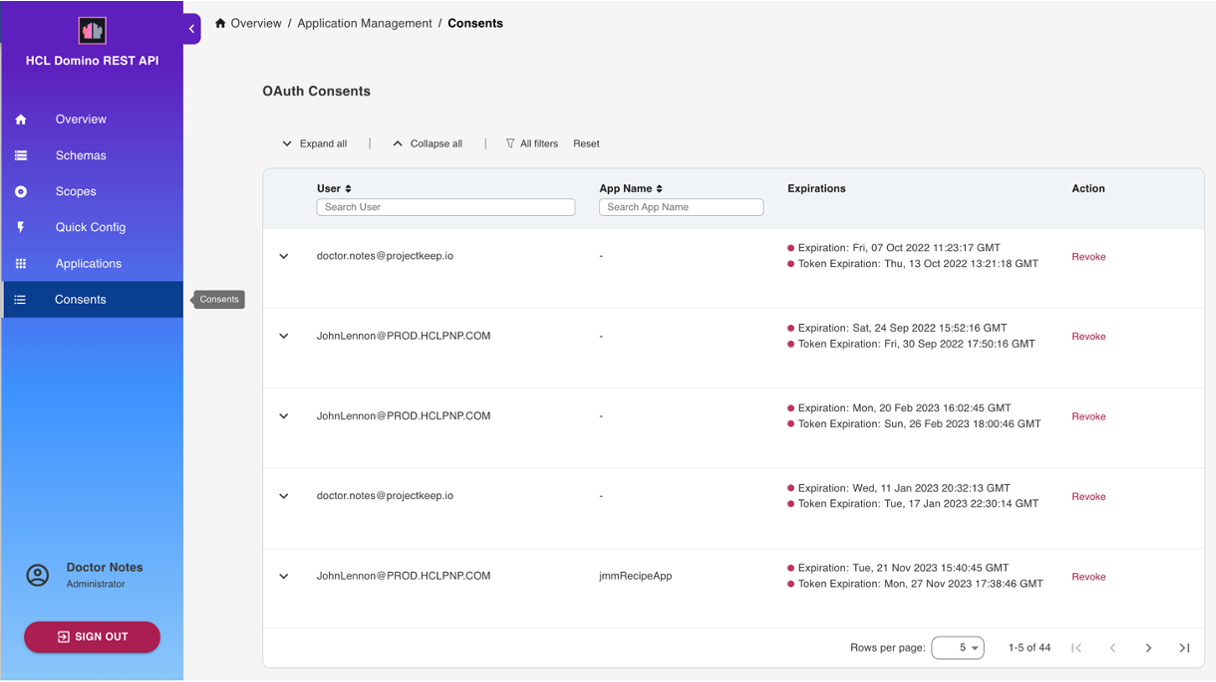 HCL Domino REST API
Overview
Schemas
Scopes
Quick Config
Applications
Consents
Consents
Doctor Notes
Administrator
SIGN OUT
Overview / Application Management / Consents
OAuth Consents
Expand all | Collapse all | All filters Reset
User App Name Expirations Action
Search User Search App Name
doctor.notes@projectkeep.io - Expiration: Fri, 07 Oct 2022 11:23:17 GMT Revoke
Token Expiration: Thu, 13 Oct 2022 13:21:18 GMT
JohnLennon@PROD.HCLPNP.COM - Expiration: Sat, 24 Sep 2022 15:52:16 GMT Revoke
Token Expiration: Fri, 30 Sep 2022 17:50:16 GMT
JohnLennon@PROD.HCLPNP.COM - Expiration: Mon, 20 Feb 2023 16:02:45 GMT Revoke
Token Expiration: Sun, 26 Feb 2023 18:00:46 GMT
doctor.notes@projectkeep.io - Expiration: Wed, 11 Jan 2023 20:32:13 GMT Revoke
Token Expiration: Tue, 17 Jan 2023 22:30:14 GMT
JohnLennon@PROD.HCLPNP.COM jmmRecipeApp Expiration: Tue, 21 Nov 2023 15:40:45 GMT Revoke
Token Expiration: Mon, 27 Nov 2023 17:38:46 GMT
Rows per page: 5 1-5 of 44